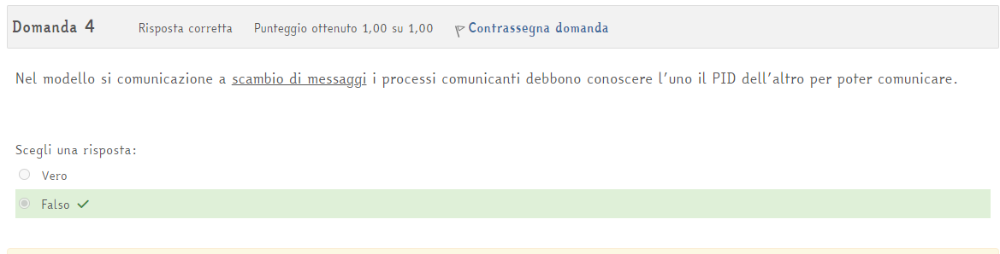 Domanda 4 Risposta corretta Punteggio ottenuto 1,00 su 1,00 Contrassegna domanda
Nel modello si comunicazione a scambio di messaggi i processi comunicanti debbono conoscere l'uno il PID dell'altro per poter comunicare.
Scegli una risposta:
Vero
Falso